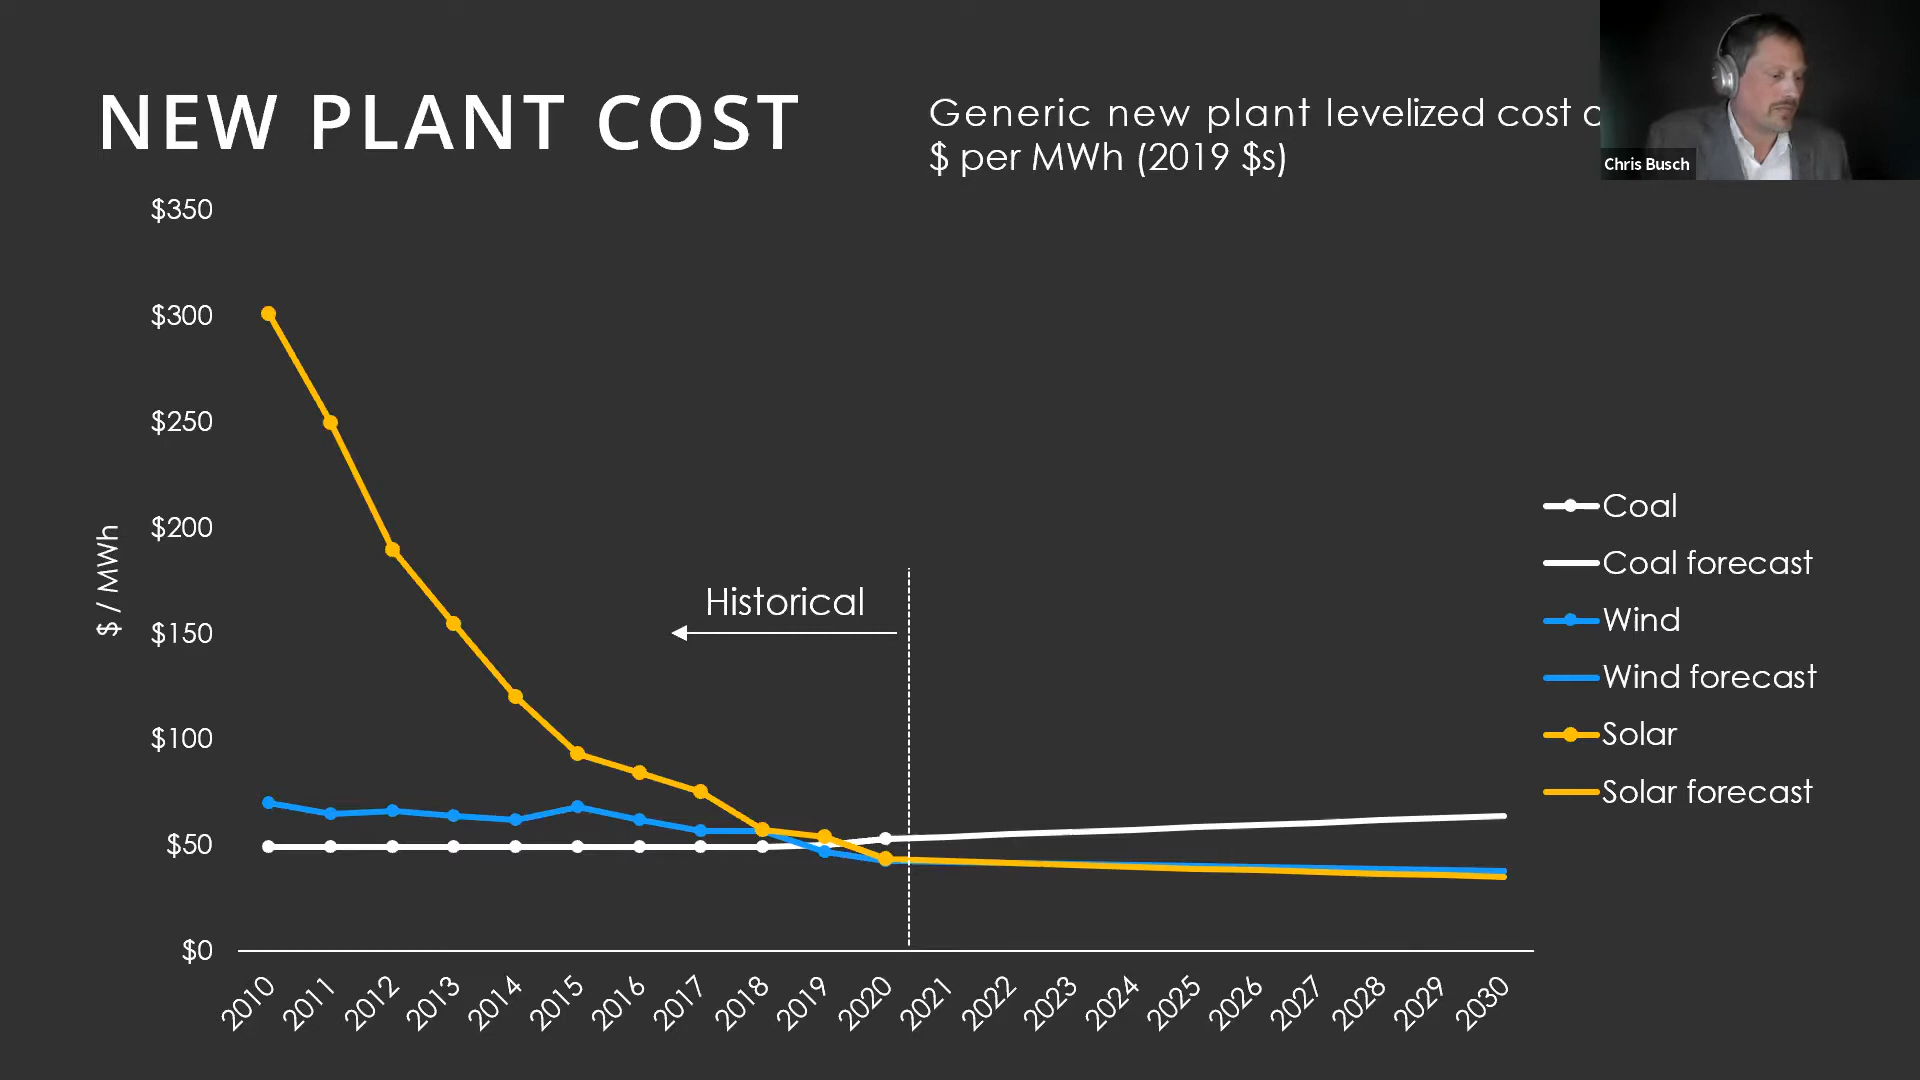 NEW PLANT COST
Generic new plant levelized cost
$ per MWh (2019 $s)
Chris Busch
$350
$300
$250
$200
$150
$100
$50
$0
$ / MWh
Historical
Coal
Coal forecast
Wind
Wind forecast
Solar
Solar forecast
2010 2011 2012 2013 2014 2015 2016 2017 2018 2019 2020 2021 2022 2023 2024 2025 2026 2027 2028 2029 2030